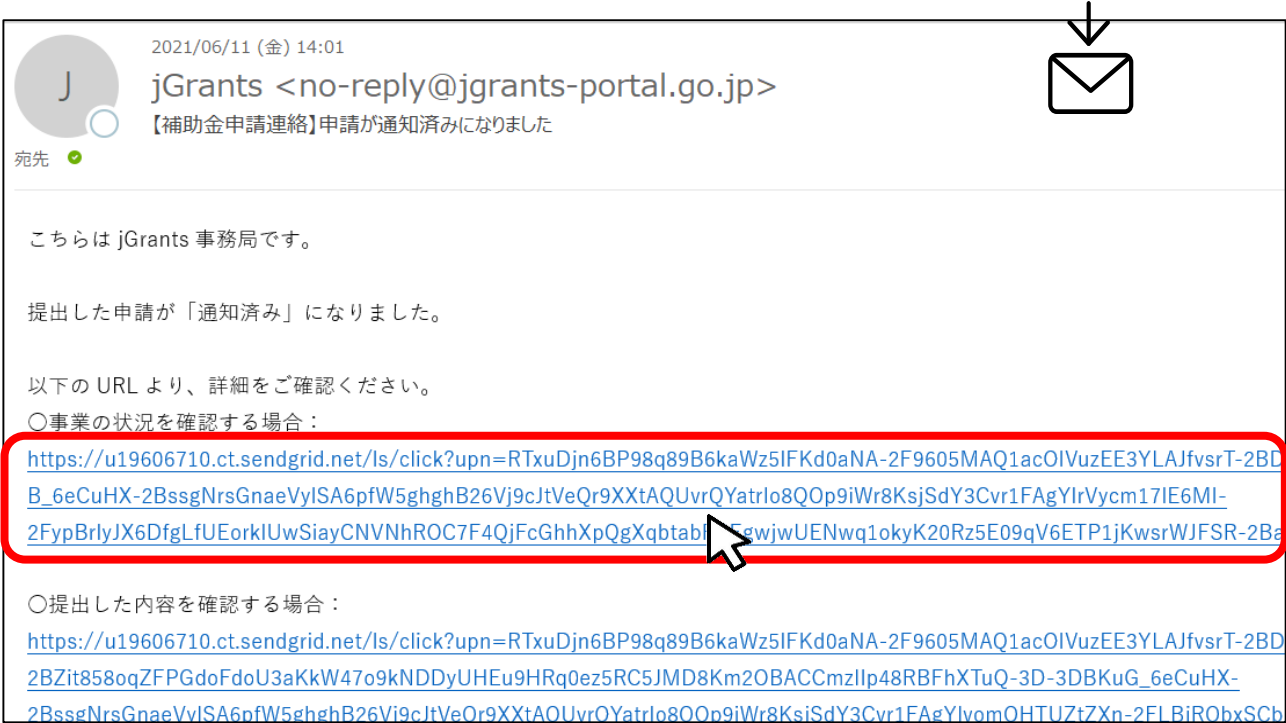 2021/06/11 (金) 14:01
J
jGrants <no-reply@jgrants-portal.go.jp>
【補助金申請連絡】申請が通知済みになりました
宛先
こちらは jGrants 事務局です。
提出した申請が「通知済み」になりました。
以下の URL より、詳細をご確認ください。
〇事業の状況を確認する場合：
https://u19606710.ct.sendgrid.net/ls/click?upn=RTxuDjn6BP98q89B6kaWz5IFKd0aNA-2F9605MAQ1acOIVuzEE3YLAJfvsrT-2BD
B_6eCuHX-2BssgNrsGnaeVyISA6pfW5ghghB26Vj9cJtVeQr9XXtAQUvrQYatrIo8QOp9iWr8KsjSdY3Cvr1FAgYIrVycm17IE6MI-
2FypBrIyJX6DfgLfUEorkIUwSiayCNVNhROC7F4QjFcGhhXpQgXqbtab gwjwUENwq1okyK20Rz5E09qV6ETP1jKwsrWJFSR-2Ba
〇提出した内容を確認する場合：
https://u19606710.ct.sendgrid.net/ls/click?upn=RTxuDjn6BP98q89B6kaWz5IFKd0aNA-2F9605MAQ1acOIVuzEE3YLAJfvsrT-2BD
2BZit858oqZFPGdoFdoU3aKkW47o9kNDDyUHEu9HRq0ez5RC5JMD8Km2OBACCmzIIp48RBFhXTuQ-3D-3DBKuG_6eCuHX-
2BssgNrsGnaeVyISA6pfW5ghghB26Vj9cJtVeQr9XXtAQUvrQYatrIo8QOp9iWr8KsjSdY3Cvr1FAgYIvomOHTUZtZXn-2FLBjRObxSCIv